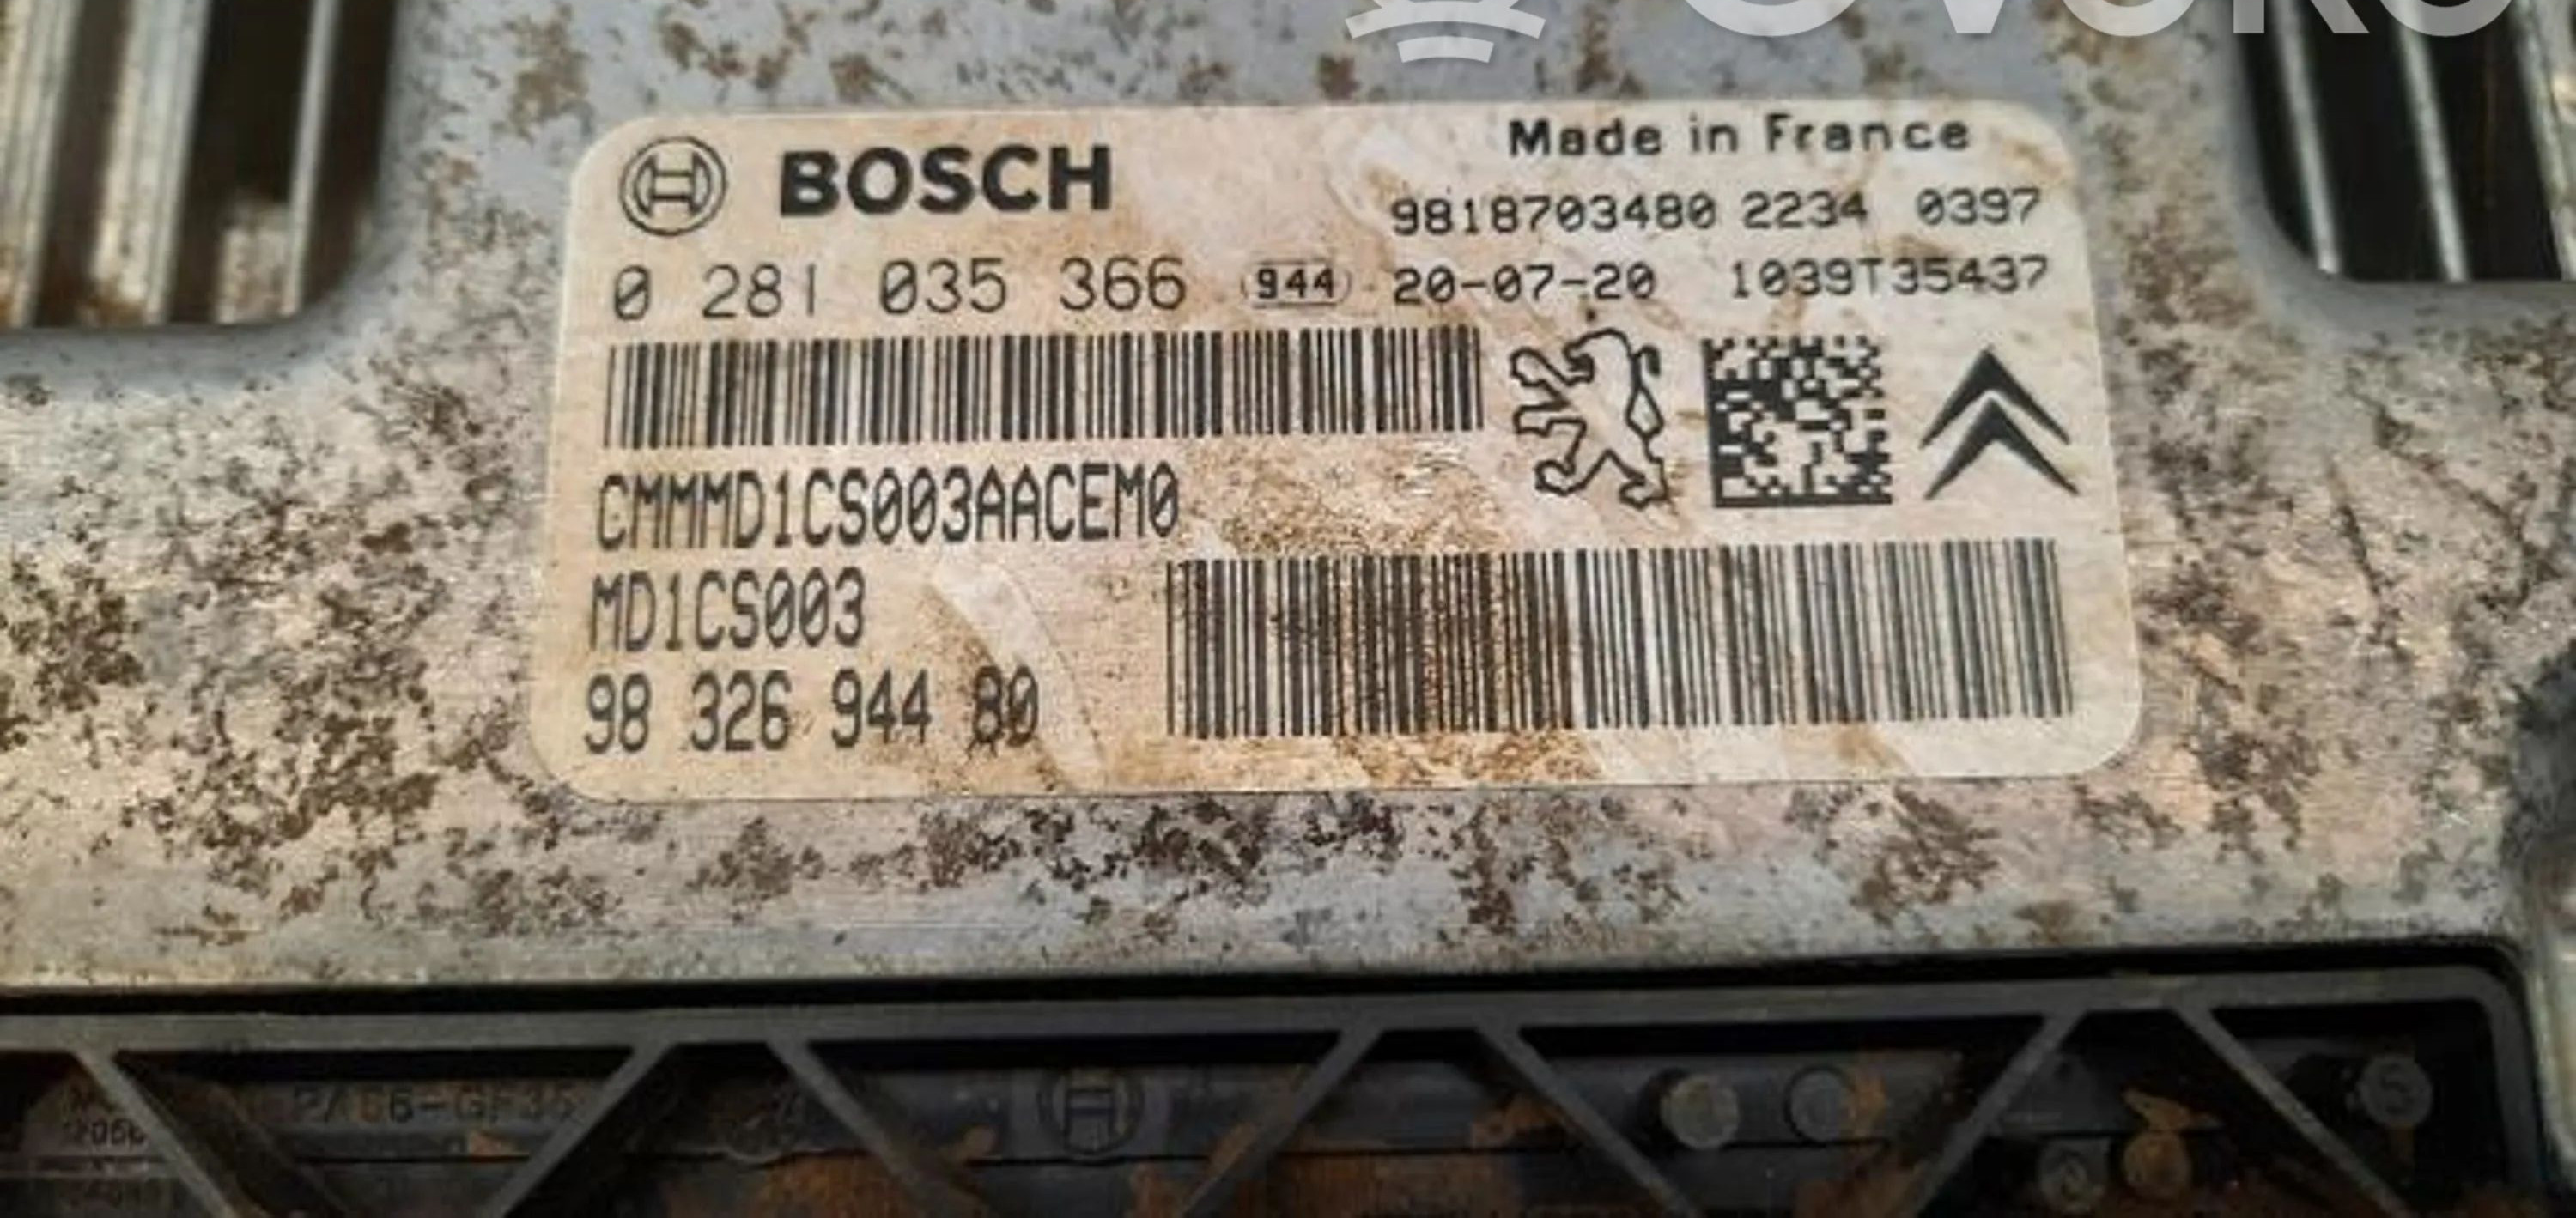 BOSCH
Made in France
9818703480 2234 0397
0 281 035 366 944 20-07-20 1039T35437
CMMMD1CS003AACEM0
MD1CS003
98 326 944 80